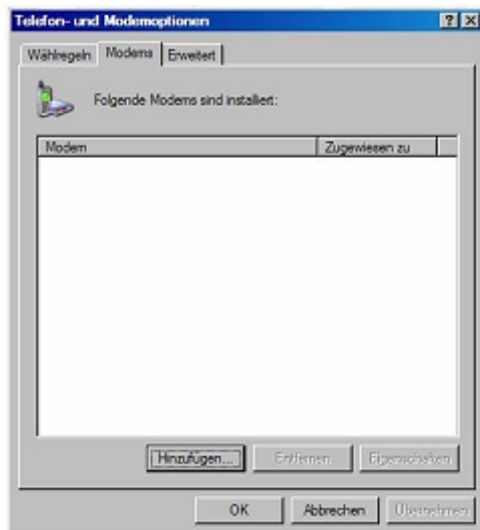 Telefon- und Modemoptionen
Wählregeln Modems Erweitert
Folgende Modems sind installiert:
Modem Zugewiesen zu
Hinzufügen... Entfernen Eigenschaften
OK Abbrechen Übernehmen